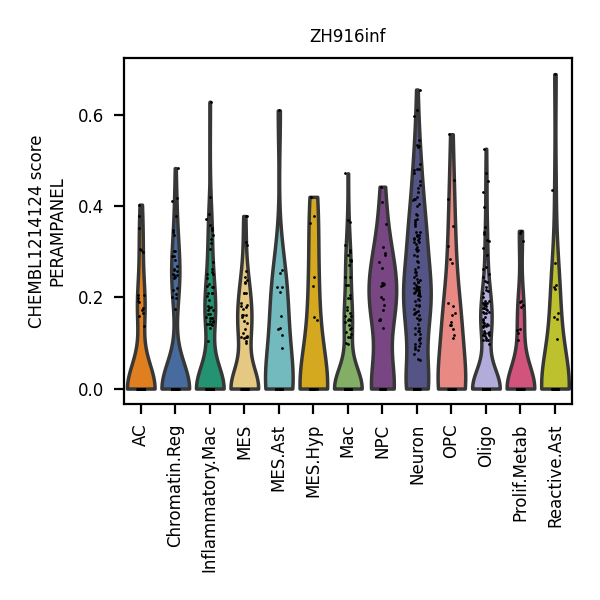 ZH916inf
CHEMBL1214124 score
PERAMPANEL
0.6
0.4
0.2
0.0
AC
Chromatin.Reg
Inflammatory.Mac
MES
MES.Ast
MES.Hyp
Mac
NPC
Neuron
OPC
Oligo
Prolif.Metab
Reactive.Ast